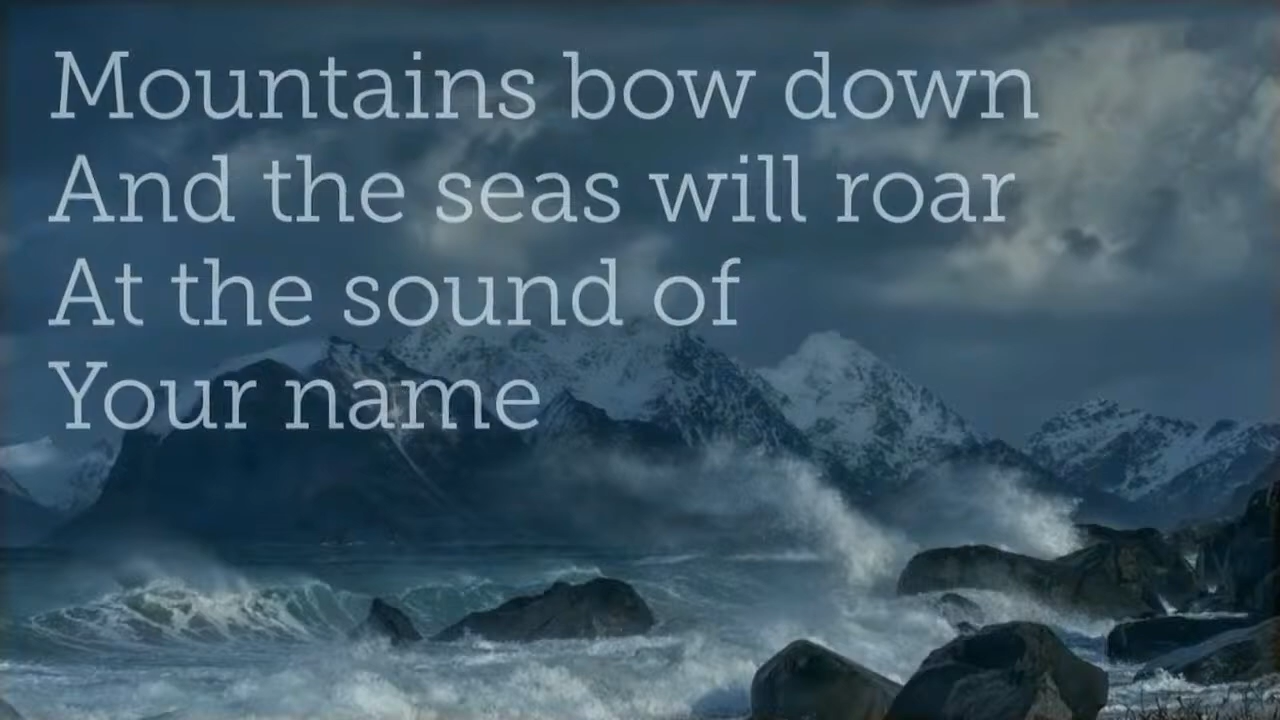 Mountains bow down
And the seas will roar
At the sound of
Your name